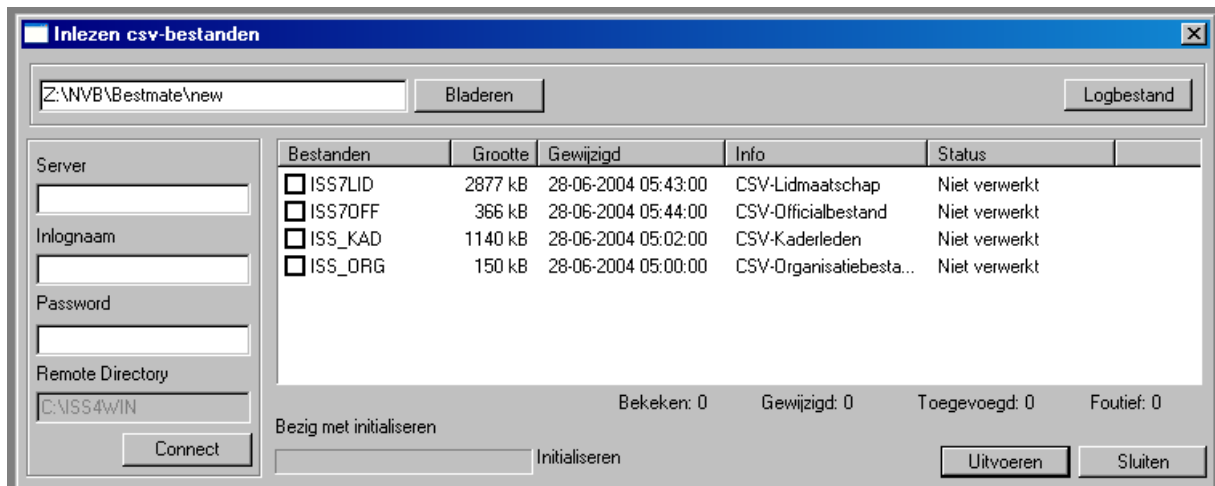 Inlezen csv-bestanden
Z:\NVB\Bestmate\new
Bladeren
Logbestand
Server
Inlognaam
Password
Remote Directory
C:\ISS4WIN
Connect
Bestanden Grootte Gewijzigd Info Status
ISS7LID 2877 kB 28-06-2004 05:43:00 CSV-Lidmaatschap Niet verwerkt
ISS7OFF 366 kB 28-06-2004 05:44:00 CSV-Officialbestand Niet verwerkt
ISS_KAD 1140 kB 28-06-2004 05:02:00 CSV-Kaderleden Niet verwerkt
ISS_ORG 150 kB 28-06-2004 05:00:00 CSV-Organisatiebesta... Niet verwerkt
Bekeken: 0 Gewijzigd: 0 Toegevoegd: 0 Foutief: 0
Bezig met initialiseren
Initialiseren
Uitvoeren
Sluiten